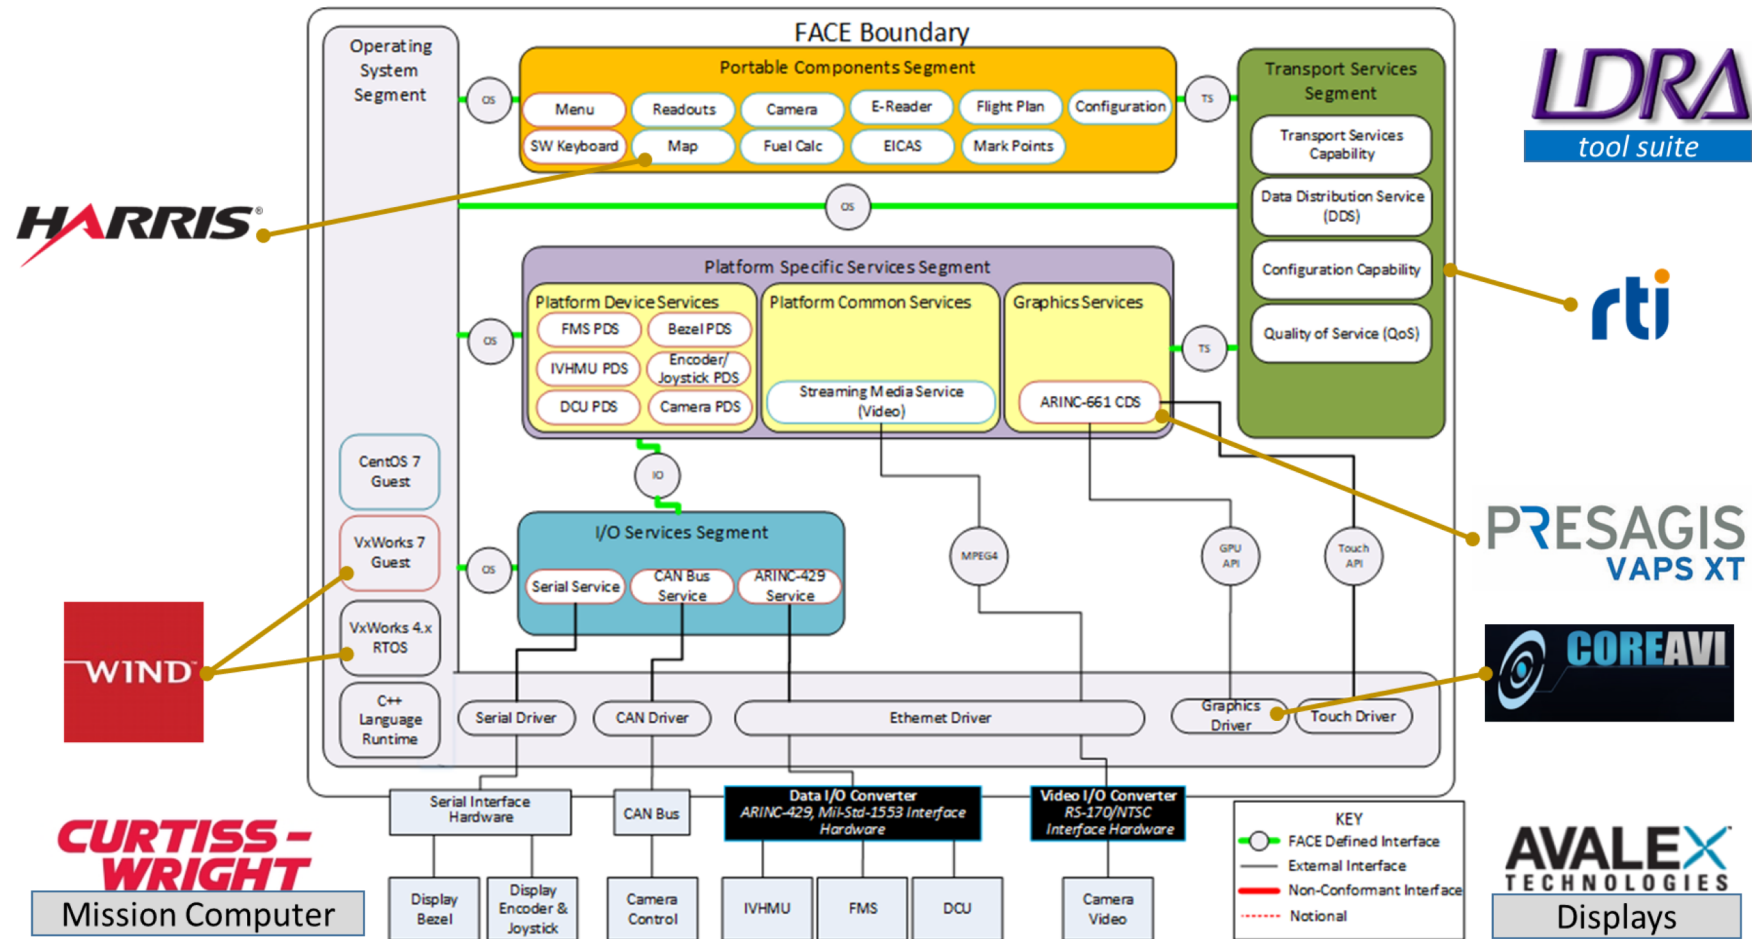 FACE Boundary
Operating
System
Segment
CentOS 7
Guest
VxWorks 7
Guest
VxWorks 4.x
RTOS
C++
Language
Runtime
OS
Portable Components Segment
Menu
Readouts
Camera
E-Reader
Flight Plan
Configuration
SW Keyboard
Map
Fuel Calc
EICAS
Mark Points
TS
Transport Services
Segment
Transport Services
Capability
Data Distribution Service
(DDS)
Configuration Capability
Quality of Service (QoS)
OS
OS
Platform Specific Services Segment
Platform Device Services
FMS PDS
Bezel PDS
IVHMU PDS
Encoder/
Joystick PDS
DCU PDS
Camera PDS
Platform Common Services
Streaming Media Service
(Video)
Graphics Services
ARINC-661 CDS
TS
IO
OS
I/O Services Segment
Serial Service
CAN Bus
Service
ARINC-429
Service
MPEG4
GPU
API
Touch
API
Serial Driver
CAN Driver
Ethernet Driver
Graphics
Driver
Touch Driver
Serial Interface
Hardware
CAN Bus
Data I/O Converter
ARINC-429, Mil-Std-1553 Interface
Hardware
Video I/O Converter
RS-170/NTSC
Interface Hardware
Display
Bezel
Display
Encoder &
Joystick
Camera
Control
IVHMU
FMS
DCU
Camera
Video
KEY
FACE Defined Interface
External Interface
Non-Conformant Interface
Notional
HARRIS®
WIND™
CURTISS-
WRIGHT
Mission Computer
LDRA
tool suite
rti
PRESAGIS
VAPS XT
COREAVI
AVALEX™
TECHNOLOGIES
Displays